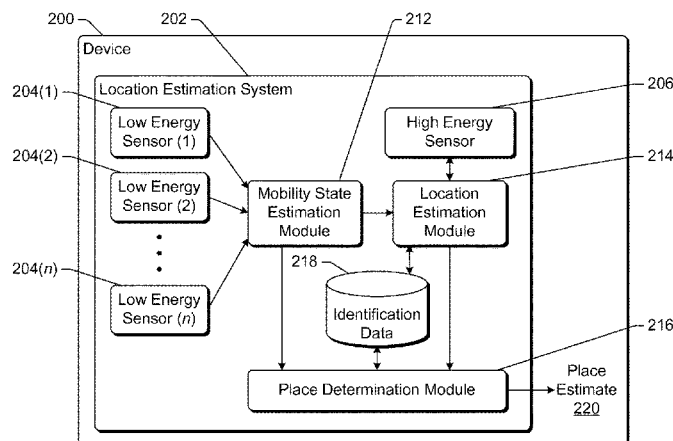 200
202
212
Device
Location Estimation System
204(1)
Low Energy
Sensor (1)
204(2)
Low Energy
Sensor (2)
204(n)
Low Energy
Sensor (n)
Mobility State
Estimation
Module
High Energy
Sensor
206
Location
Estimation
Module
214
218
Identification
Data
216
Place Determination Module
Place
Estimate
220